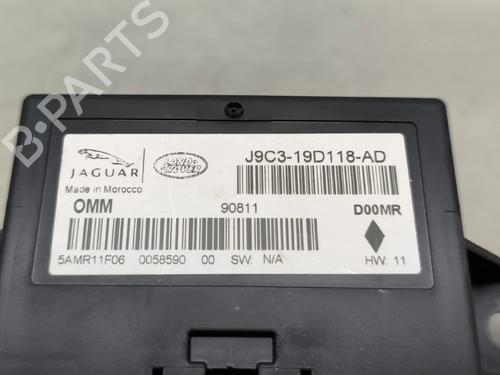 B-PARTS
JAGUAR
LAND-
ROVER
J9C3-19D118-AD
Made in Morocco
OMM 90811 D00MR
5AMR11F06 0058590 00 SW: N/A HW: 11